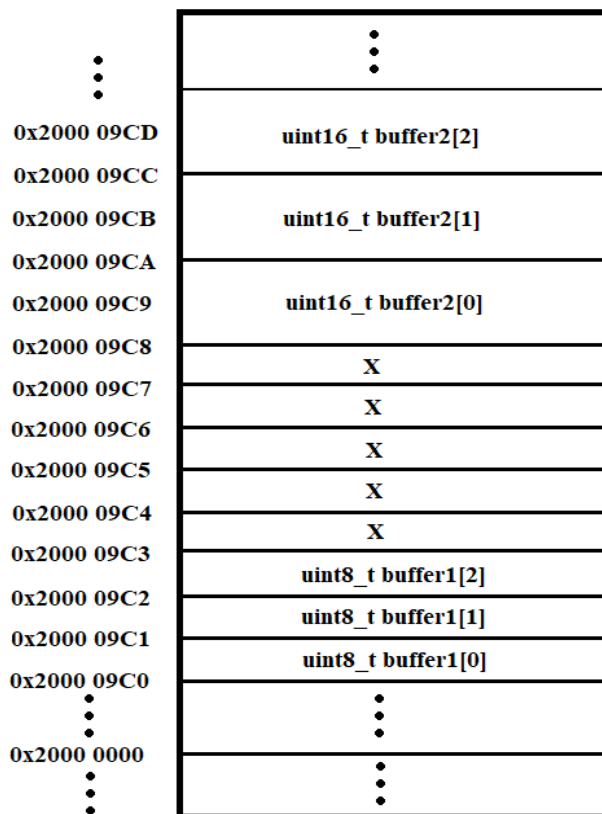 0x2000 09CD
uint16_t buffer2[2]
0x2000 09CC
0x2000 09CB
uint16_t buffer2[1]
0x2000 09CA
0x2000 09C9
uint16_t buffer2[0]
0x2000 09C8
X
0x2000 09C7
X
0x2000 09C6
X
0x2000 09C5
X
0x2000 09C4
X
0x2000 09C3
uint8_t buffer1[2]
0x2000 09C2
uint8_t buffer1[1]
0x2000 09C1
uint8_t buffer1[0]
0x2000 09C0
0x2000 0000